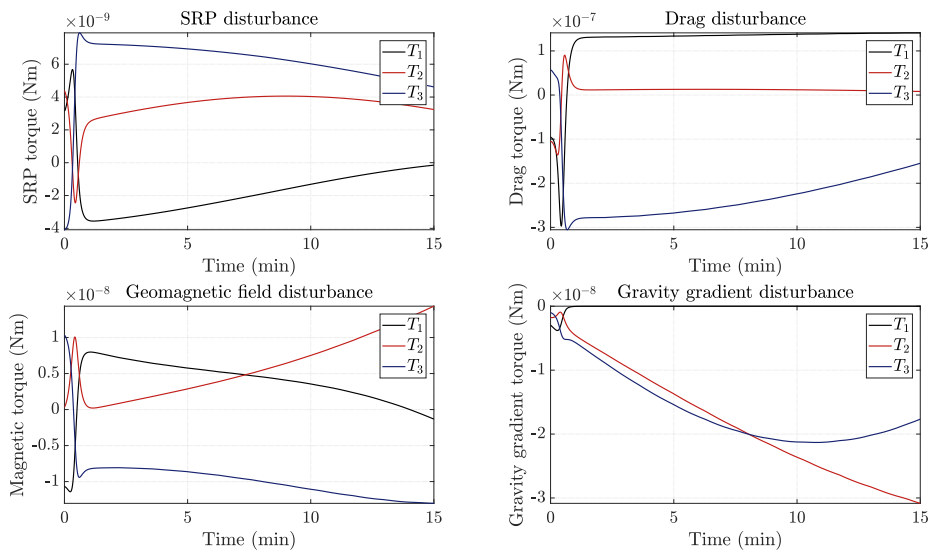 SRP disturbance
×10⁻⁹
SRP torque (Nm)
6
4
2
0
-2
-4
0
5
10
15
Time (min)
T₁
T₂
T₃
Drag disturbance
×10⁻⁷
Drag torque (Nm)
1
0
-1
-2
-3
0
5
10
15
Time (min)
T₁
T₂
T₃
Geomagnetic field disturbance
×10⁻⁸
Magnetic torque (Nm)
1
0.5
0
-0.5
-1
0
5
10
15
Time (min)
T₁
T₂
T₃
Gravity gradient disturbance
×10⁻⁸
Gravity gradient torque (Nm)
0
-1
-2
-3
0
5
10
15
Time (min)
T₁
T₂
T₃